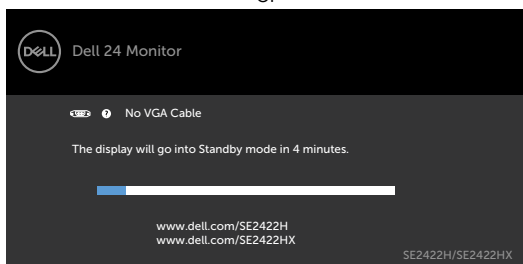 DELL
Dell 24 Monitor
No VGA Cable
The display will go into Standby mode in 4 minutes.
www.dell.com/SE2422H
www.dell.com/SE2422HX
SE2422H/SE2422HX